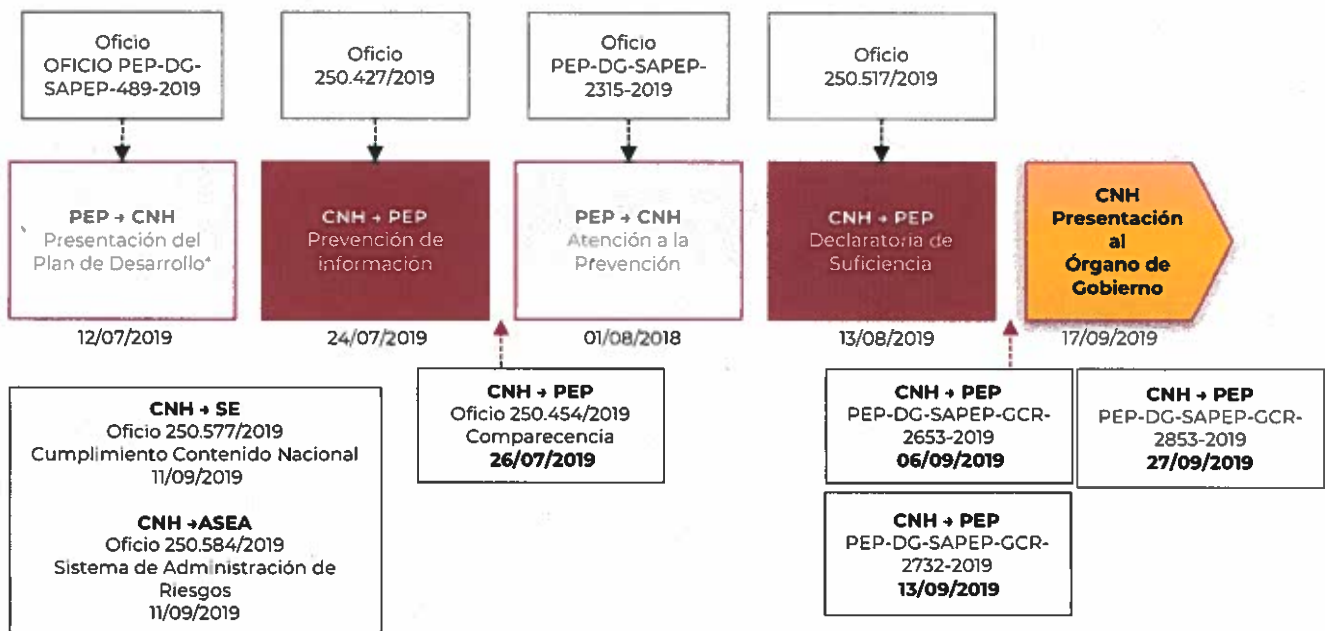 Oficio
OFICIO PEP-DG-
SAPEP-489-2019
Oficio
250.427/2019
Oficio
PEP-DG-SAPEP-
2315-2019
Oficio
250.517/2019
PEP → CNH
Presentación del
Plan de Desarrollo*
CNH → PEP
Prevención de
información
PEP → CNH
Atención a la
Prevención
CNH → PEP
Declaratoria de
Suficiencia
CNH
Presentación
al
Órgano de
Gobierno
12/07/2019
24/07/2019
01/08/2018
13/08/2019
17/09/2019
CNH → SE
Oficio 250.577/2019
Cumplimiento Contenido Nacional
11/09/2019
CNH →ASEA
Oficio 250.584/2019
Sistema de Administración de
Riesgos
11/09/2019
CNH → PEP
Oficio 250.454/2019
Comparecencia
26/07/2019
CNH → PEP
PEP-DG-SAPEP-GCR-
2653-2019
06/09/2019
CNH → PEP
PEP-DG-SAPEP-GCR-
2853-2019
27/09/2019
CNH → PEP
PEP-DG-SAPEP-GCR-
2732-2019
13/09/2019